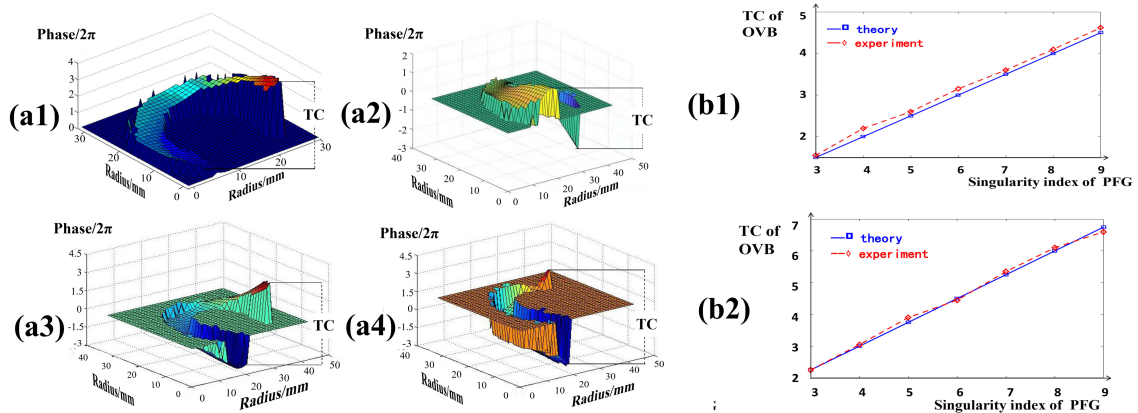 Phase/2π
4
3
2
1
0
30
20
10
0
0
10
20
30
Radius/mm
Radius/mm
TC
(a1)
Phase/2π
2
1
0
-1
-2
-3
40
30
20
10
0
0
10
20
30
40
50
Radius/mm
Radius/mm
TC
(a2)
TC of
OVB
5
4
3
2
3 4 5 6 7 8 9
theory
experiment
Singularity index of PFG
(b1)
Phase/2π
4.5
3
1.5
0
-1.5
-3
40
30
20
10
0
0
10
20
30
40
50
Radius/mm
Radius/mm
TC
(a3)
Phase/2π
4.5
3
1.5
0
-1.5
-3
40
30
20
10
0
0
10
20
30
40
50
Radius/mm
Radius/mm
TC
(a4)
TC of
OVB
7
6
5
4
3
2
3 4 5 6 7 8 9
theory
experiment
Singularity index of PFG
(b2)